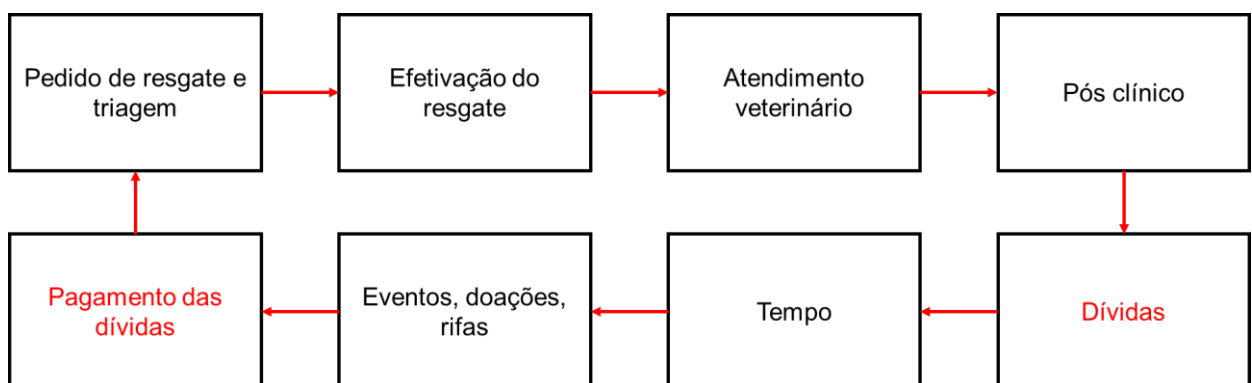 Pedido de resgate e
triagem
Efetivação do
resgate
Atendimento
veterinário
Pós clínico
Pagamento das
dívidas
Eventos, doações,
rifas
Tempo
Dívidas